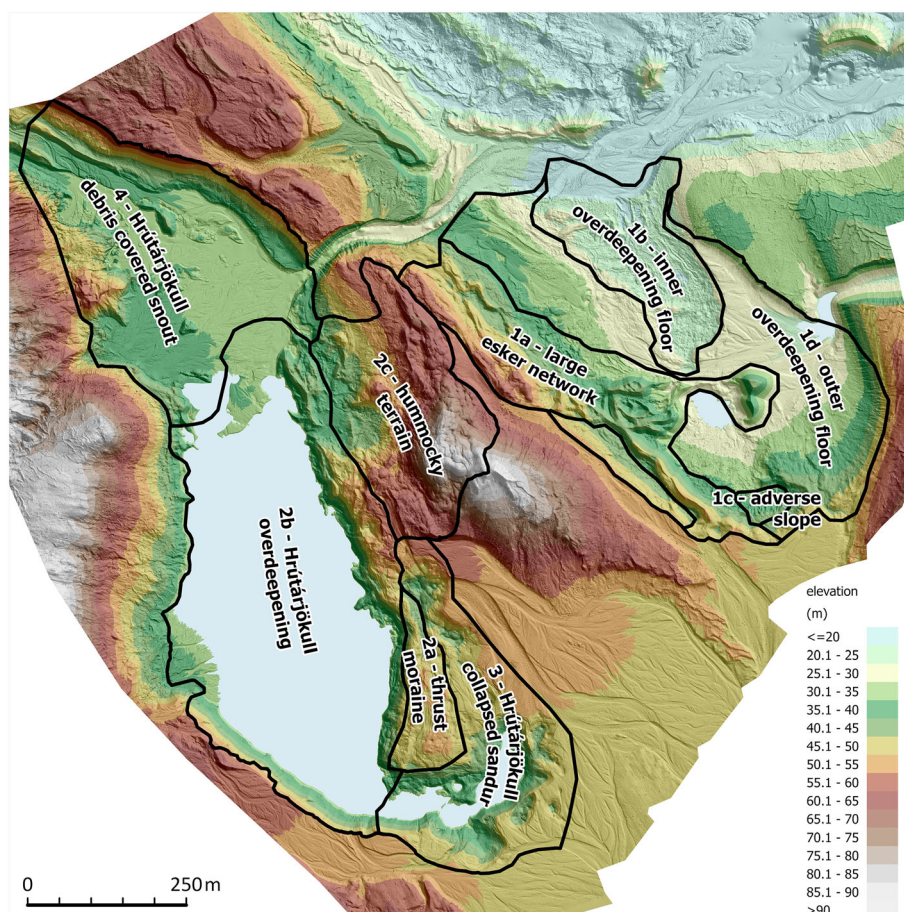 4 - Hrútárjökull
debris covered snout
1b - inner
overdeepening floor
1a - large
esker network
1d - outer
overdeepening floor
2c - hummocky
terrain
1c - adverse
slope
2b - Hrútárjökull
overdeepening
2a - thrust
moraine
3 - Hrútárjökull
collapsed sandur
elevation
(m)
<=20
20.1 - 25
25.1 - 30
30.1 - 35
35.1 - 40
40.1 - 45
45.1 - 50
50.1 - 55
55.1 - 60
60.1 - 65
65.1 - 70
70.1 - 75
75.1 - 80
80.1 - 85
85.1 - 90
>90
0 250 m